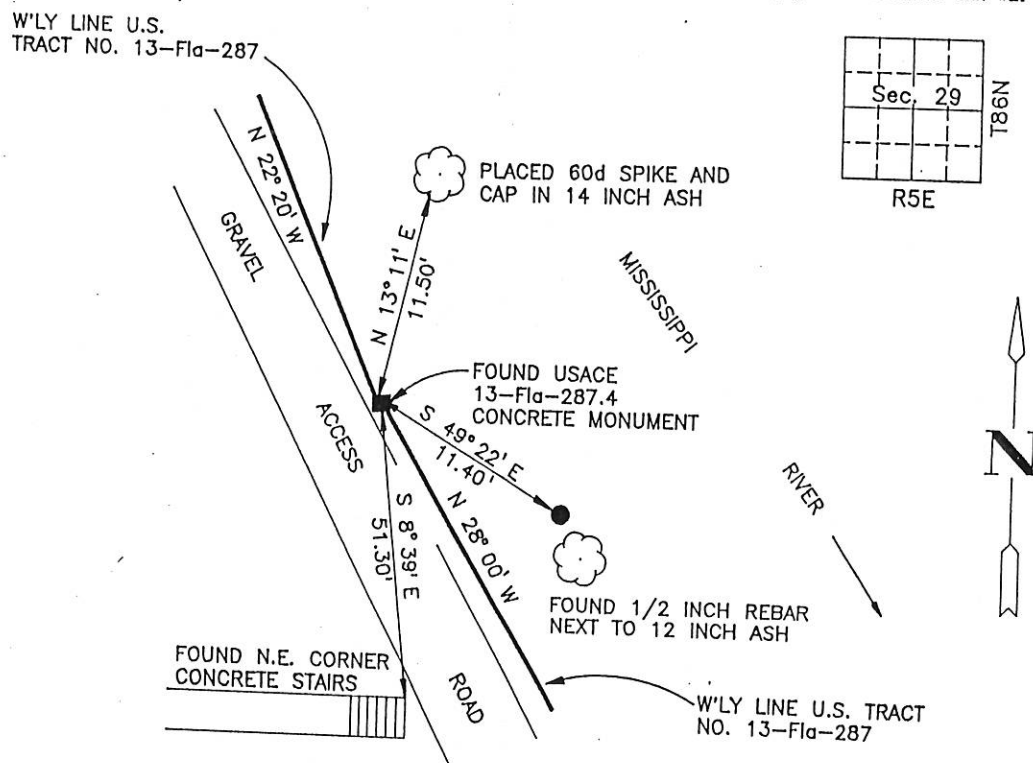 W'LY LINE U.S.
TRACT NO. 13-Fla-287
Sec. 29
T86N
R5E
N 22° 20' W
PLACED 60d SPIKE AND
CAP IN 14 INCH ASH
GRAVEL
N 13° 11' E
11.50'
MISSISSIPPI
FOUND USACE
13-Fla-287.4
CONCRETE MONUMENT
ACCESS
S 49° 22' E
11.40'
N
RIVER
S 8° 39' E
51.30'
N 28° 00' W
FOUND 1/2 INCH REBAR
NEXT TO 12 INCH ASH
FOUND N.E. CORNER
CONCRETE STAIRS
ROAD
W'LY LINE U.S. TRACT
NO. 13-Fla-287